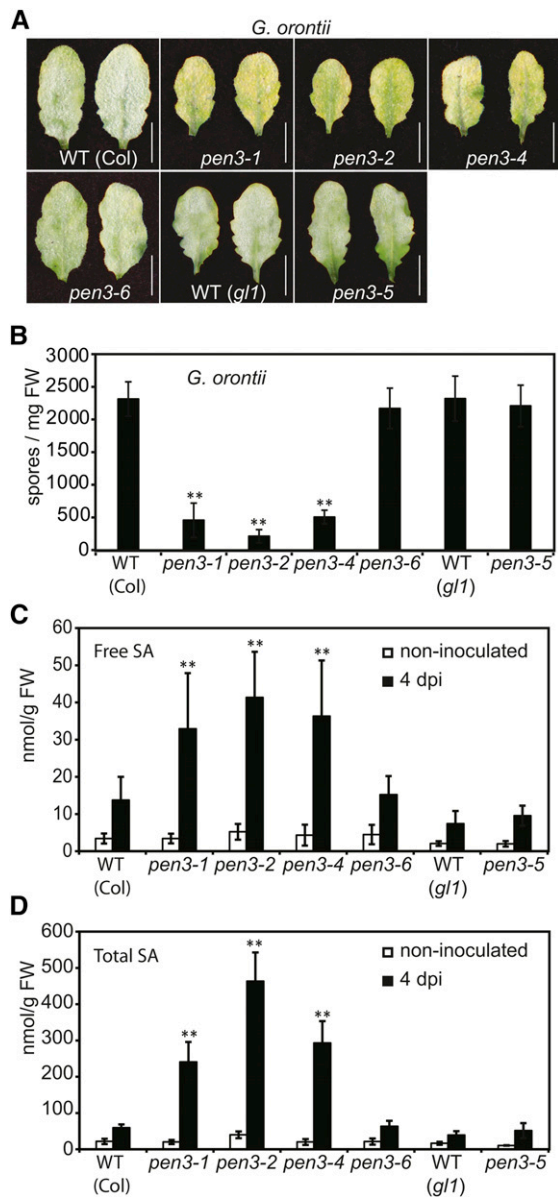 A
G. orontii
WT (Col)
pen3-1
pen3-2
pen3-4
pen3-6
WT (gl1)
pen3-5
B
G. orontii
spores / mg FW
3000
2500
2000
1500
1000
500
0
WT (Col)
pen3-1
pen3-2
pen3-4
pen3-6
WT (gl1)
pen3-5
**
**
**
C
Free SA
non-inoculated
4 dpi
nmol/g FW
60
50
40
30
20
10
0
**
**
**
WT (Col)
pen3-1
pen3-2
pen3-4
pen3-6
WT (gl1)
pen3-5
D
Total SA
non-inoculated
4 dpi
nmol/g FW
600
500
400
300
200
100
0
**
**
**
WT (Col)
pen3-1
pen3-2
pen3-4
pen3-6
WT (gl1)
pen3-5